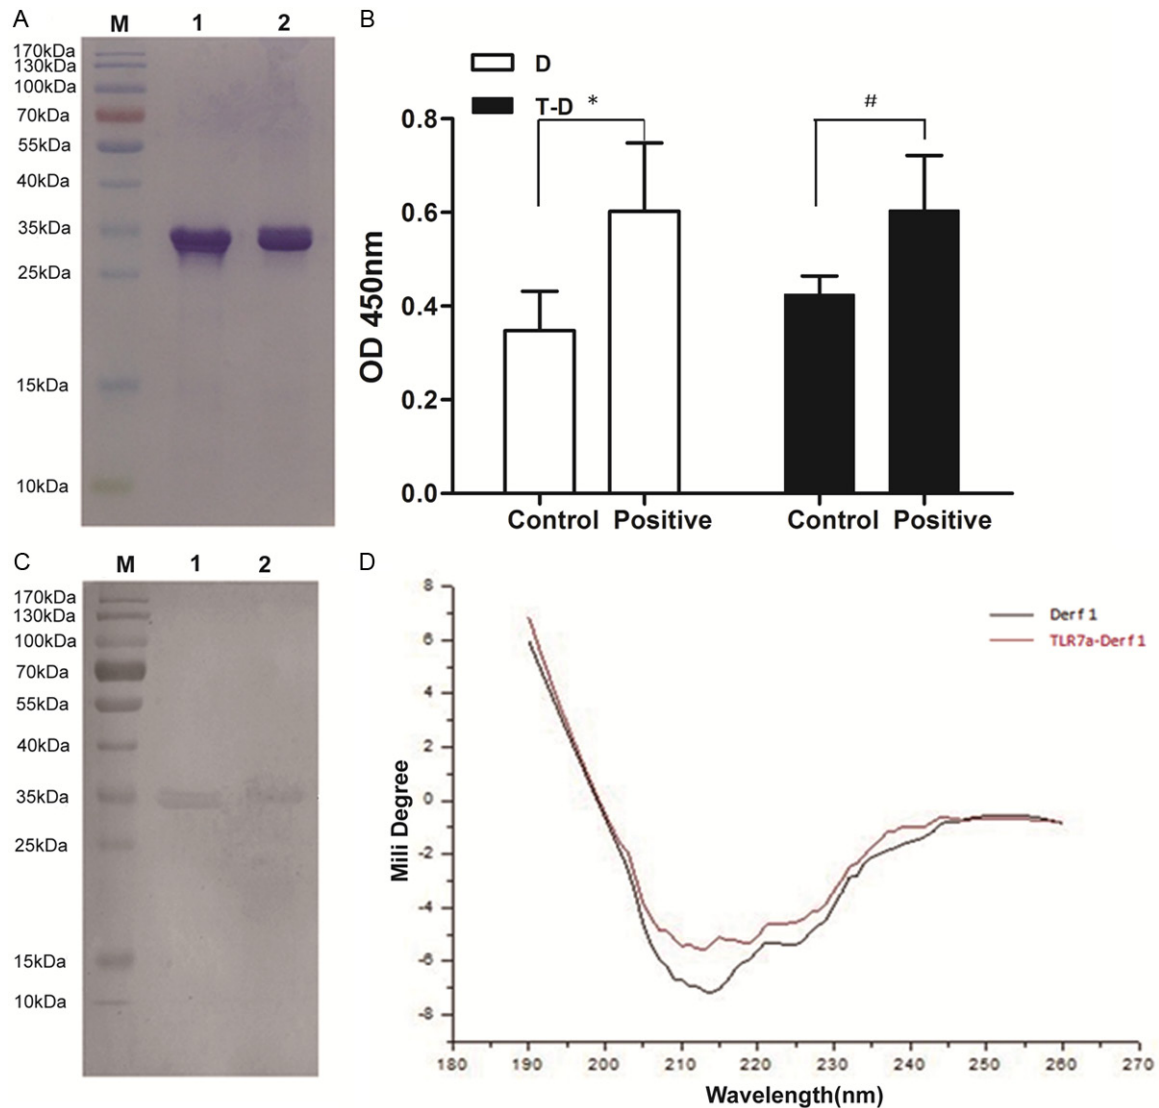 A
M 1 2
170kDa
130kDa
100kDa
70kDa
55kDa
40kDa
35kDa
25kDa
15kDa
10kDa
B
D
T-D
* #
0.8
0.6
0.4
0.2
0.0
OD 450nm
Control Positive Control Positive
C
M 1 2
170kDa
130kDa
100kDa
70kDa
55kDa
40kDa
35kDa
25kDa
15kDa
10kDa
D
Derf 1
TLR7a-Derf 1
8
6
4
2
0
-2
-4
-6
-8
Mili Degree
180 190 200 210 220 230 240 250 260 270
Wavelength(nm)